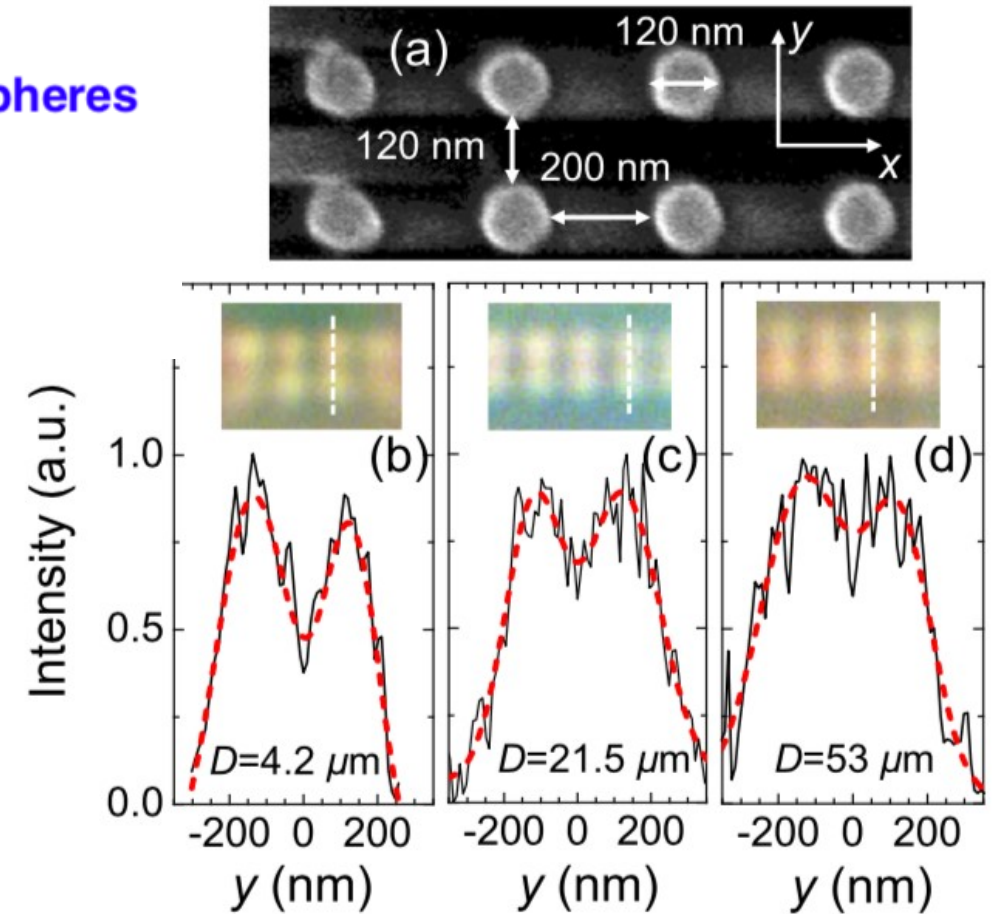 pheres
(a)
120 nm
y
120 nm
200 nm
x
Intensity (a.u.)
1.0
0.5
0.0
(b)
(c)
(d)
D=4.2 μm
D=21.5 μm
D=53 μm
-200 0 200
-200 0 200
-200 0 200
y (nm)
y (nm)
y (nm)